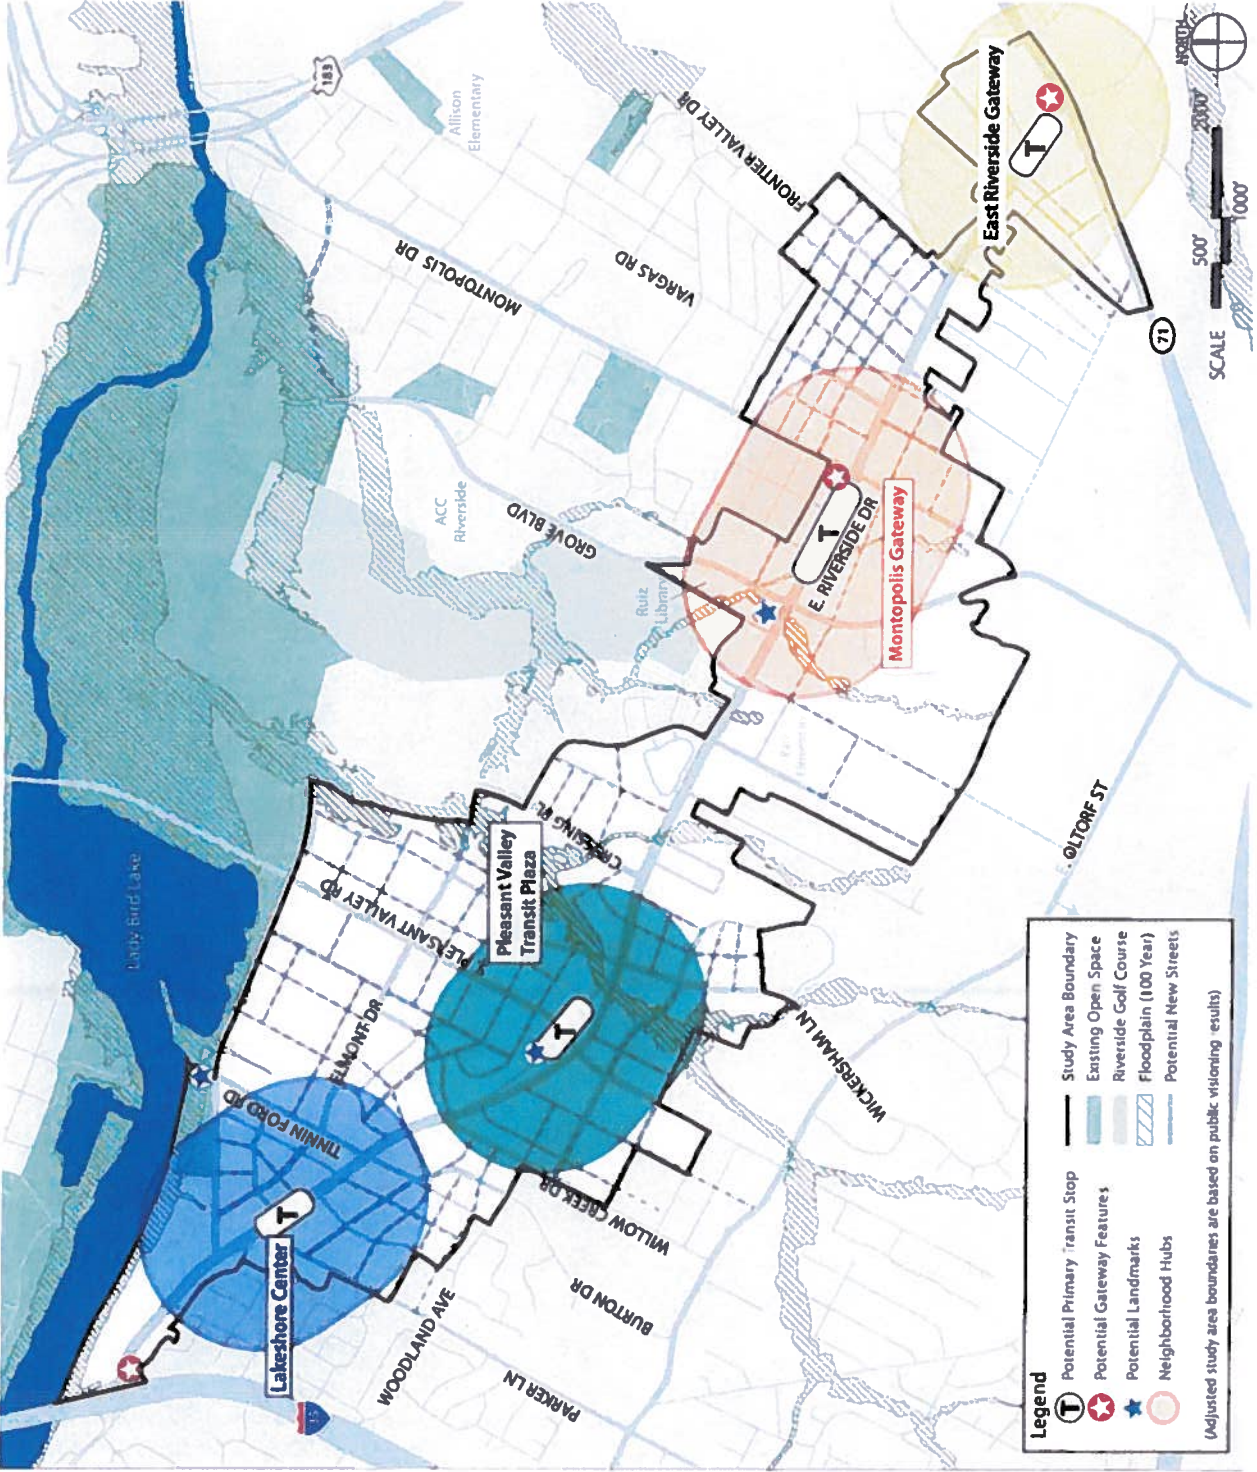 183
Allison
Elementary
FRONTIER VALLEY DR
East Riverside Gateway
T
NORTH
MONTOPOLIS DR
VARGAS RD
71
SCALE
500'
1000'
2000'
ACC
Riverside
GROVE BLVD
Ruiz
Library
T
E. RIVERSIDE DR
Montopolis Gateway
Lady Bird Lake
S. PLEASANT VALLEY RD
CROSSING PL
Pleasant Valley
Transit Plaza
T
ELMONT DR
TINNIN FORD RD
T
Lakeshore Center
WILLOW CREEK DR
WICKERSHAM LN
E. OLTORF ST
BURTON DR
WOODLAND AVE
PARKER LN
35
Legend
T Potential Primary Transit Stop
Potential Gateway Features
Potential Landmarks
Neighborhood Hubs
Study Area Boundary
Existing Open Space
Riverside Golf Course
Floodplain (100 Year)
Potential New Streets
(Adjusted study area boundaries are based on public visioning results)